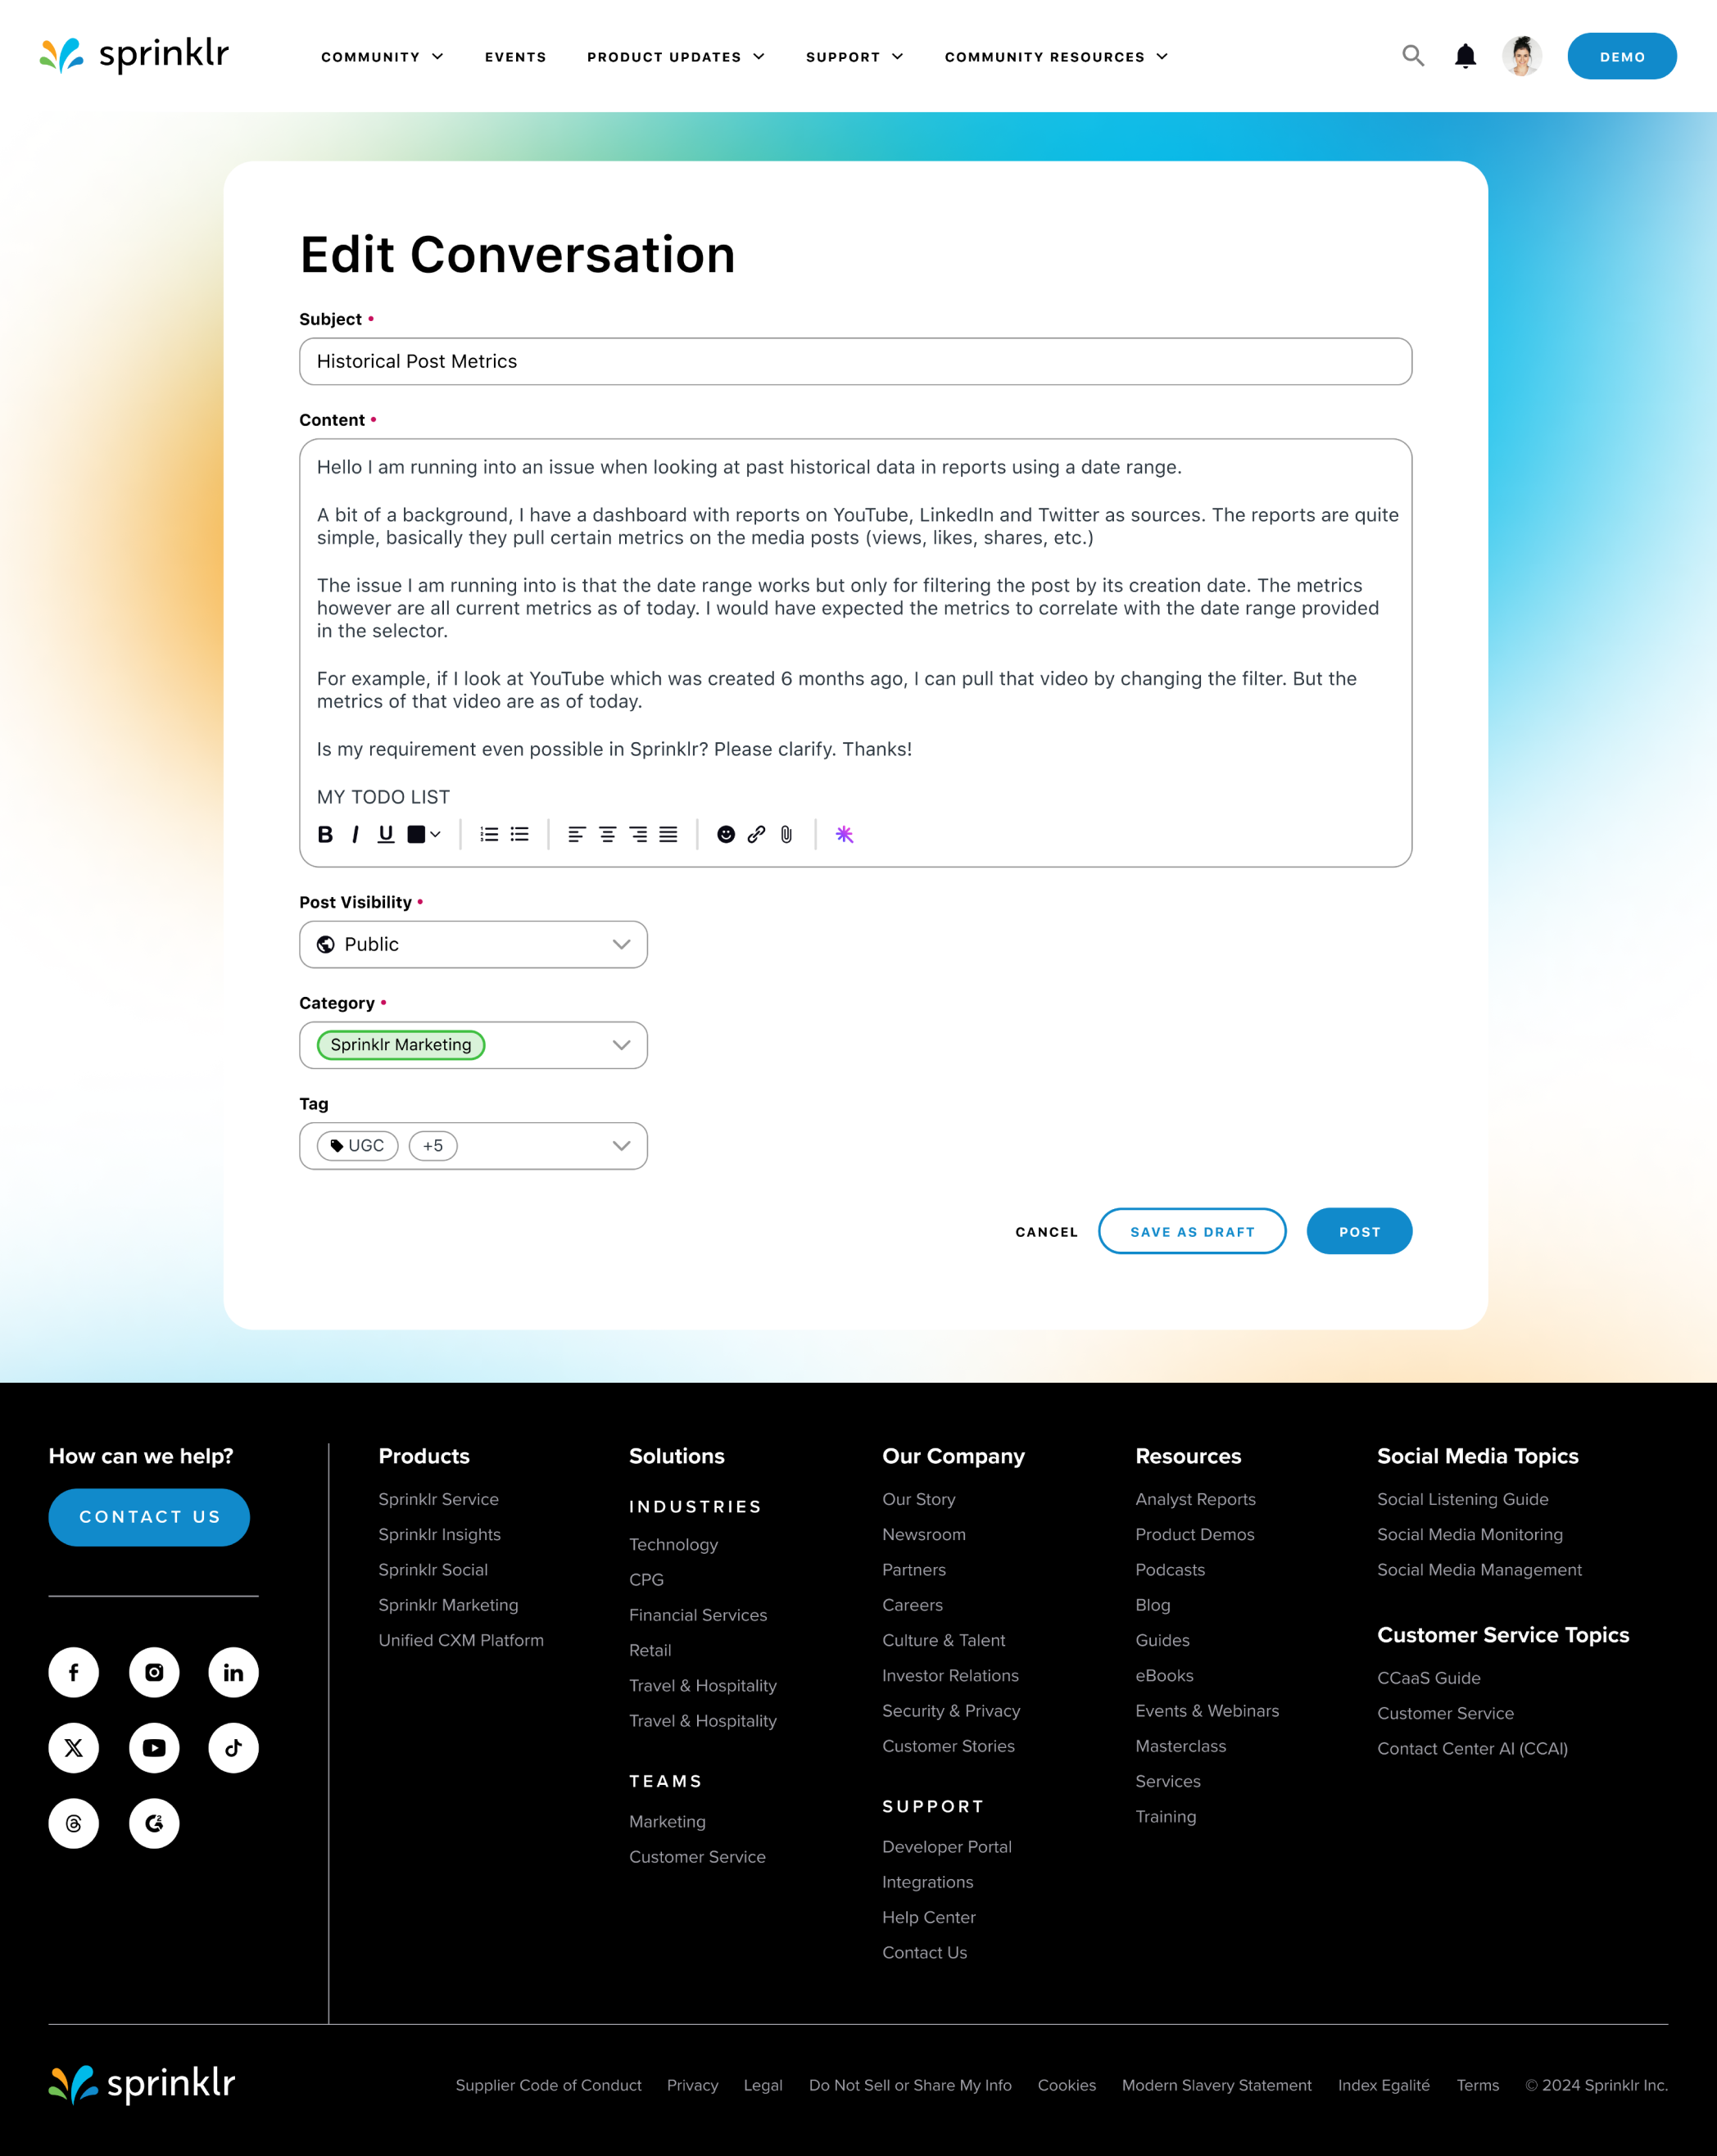 sprinklr
COMMUNITY
EVENTS
PRODUCT UPDATES
SUPPORT
COMMUNITY RESOURCES
DEMO
Edit Conversation
Subject •
Historical Post Metrics
Content •
Hello I am running into an issue when looking at past historical data in reports using a date range.
A bit of a background, I have a dashboard with reports on YouTube, LinkedIn and Twitter as sources. The reports are quite
simple, basically they pull certain metrics on the media posts (views, likes, shares, etc.)
The issue I am running into is that the date range works but only for filtering the post by its creation date. The metrics
however are all current metrics as of today. I would have expected the metrics to correlate with the date range provided
in the selector.
For example, if I look at YouTube which was created 6 months ago, I can pull that video by changing the filter. But the
metrics of that video are as of today.
Is my requirement even possible in Sprinklr? Please clarify. Thanks!
MY TODO LIST
B I U
Post Visibility •
Public
Category •
Sprinklr Marketing
Tag
UGC
+5
CANCEL
SAVE AS DRAFT
POST
How can we help?
CONTACT US
Products
Sprinklr Service
Sprinklr Insights
Sprinklr Social
Sprinklr Marketing
Unified CXM Platform
Solutions
INDUSTRIES
Technology
CPG
Financial Services
Retail
Travel & Hospitality
Travel & Hospitality
TEAMS
Marketing
Customer Service
Our Company
Our Story
Newsroom
Partners
Careers
Culture & Talent
Investor Relations
Security & Privacy
Customer Stories
SUPPORT
Developer Portal
Integrations
Help Center
Contact Us
Resources
Analyst Reports
Product Demos
Podcasts
Blog
Guides
eBooks
Events & Webinars
Masterclass
Services
Training
Social Media Topics
Social Listening Guide
Social Media Monitoring
Social Media Management
Customer Service Topics
CCaaS Guide
Customer Service
Contact Center AI (CCAI)
sprinklr
Supplier Code of Conduct
Privacy
Legal
Do Not Sell or Share My Info
Cookies
Modern Slavery Statement
Index Egalité
Terms
© 2024 Sprinklr Inc.